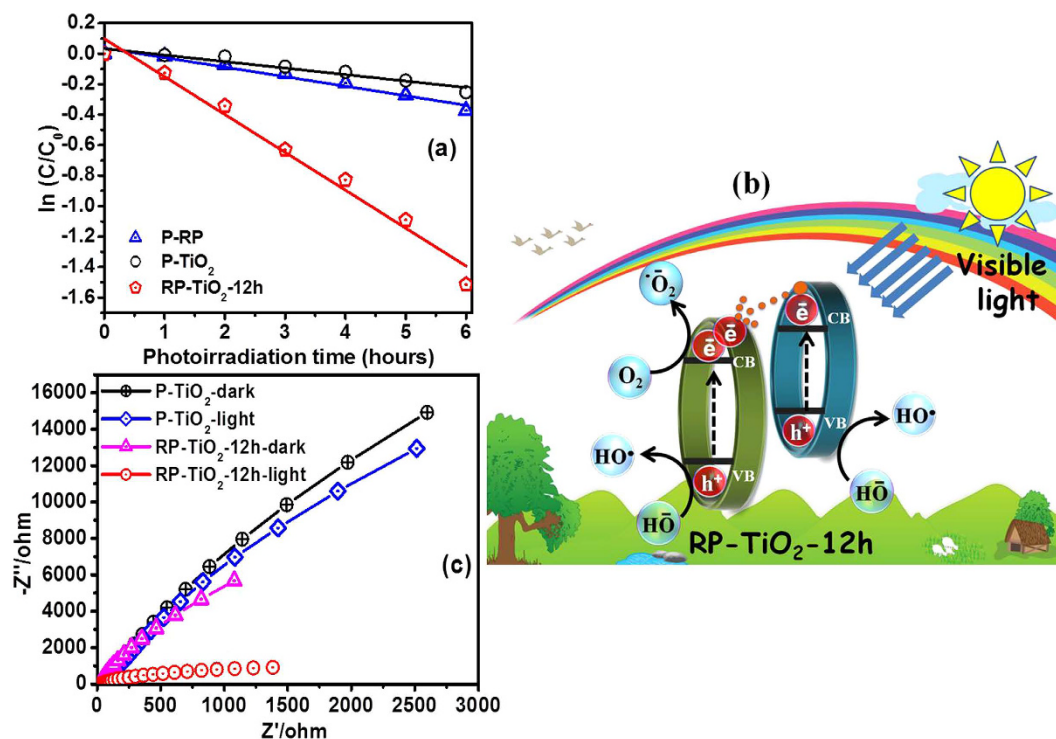 ln (C/C₀)
0.2
0.0
-0.2
-0.4
-0.6
-0.8
-1.0
-1.2
-1.4
-1.6
(a)
P-RP
P-TiO₂
RP-TiO₂-12h
0 1 2 3 4 5 6
Photoirradiation time (hours)
(b)
Visible
light
·ŌO₂
O₂
ē ē
CB
ē
CB
VB
h⁺
HO•
HO•
h⁺
VB
HŌ
HŌ
RP-TiO₂-12h
-Z''/ohm
16000
14000
12000
10000
8000
6000
4000
2000
0
P-TiO₂-dark
P-TiO₂-light
RP-TiO₂-12h-dark
RP-TiO₂-12h-light
(c)
0 500 1000 1500 2000 2500 3000
Z'/ohm